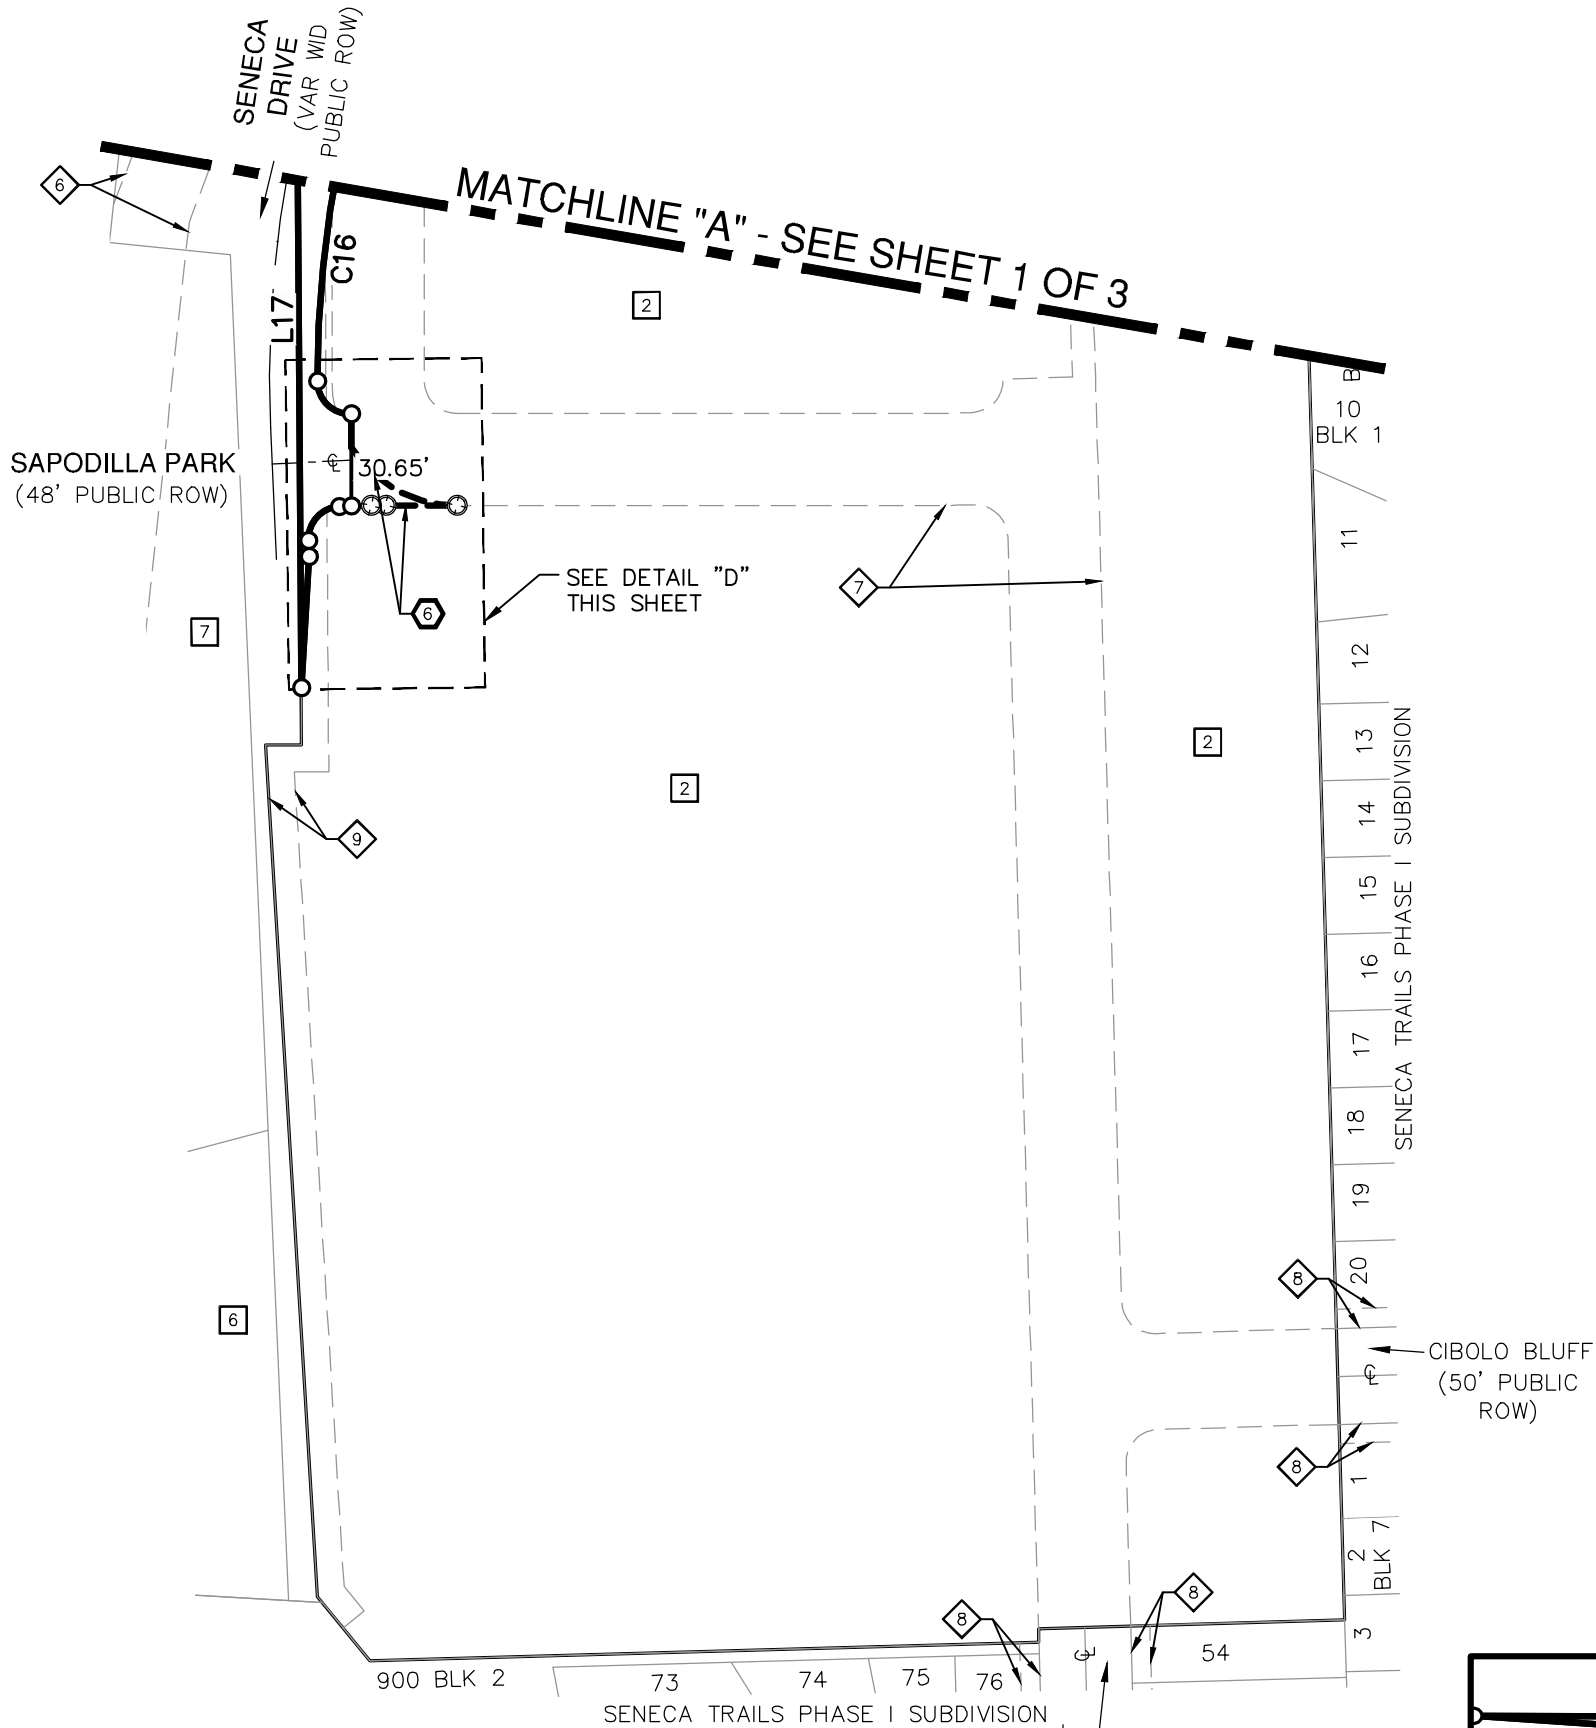 SENECA
DRIVE
(VAR WID
PUBLIC ROW)
MATCHLINE "A" - SEE SHEET 1 OF 3
6
C16
L17
2
B
10
BLK 1
SAPODILLA PARK
(48' PUBLIC ROW)
℄ 30.65'
11
SEE DETAIL "D"
THIS SHEET
7
6
7
12
13
2
2
14
9
15
16
17
18
19
20
SENECA TRAILS PHASE I SUBDIVISION
8
6
CIBOLO BLUFF
(50' PUBLIC
ROW)
℄
8
1
2
BLK 7
8
8
3
℄
54
900 BLK 2
73
74
75
76
SENECA TRAILS PHASE I SUBDIVISION